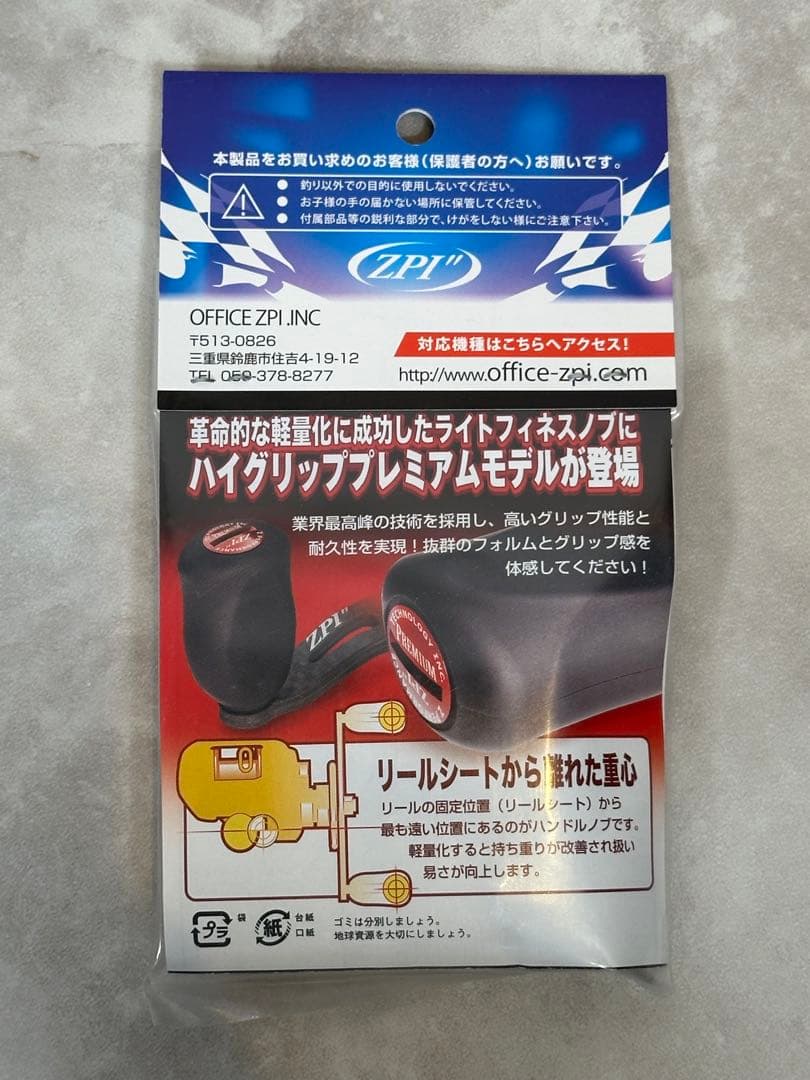 本製品をお買い求めのお客様(保護者の方へ)お願いです。
● 釣り以外での目的に使用しないでください。
● お子様の手の届かない場所に保管してください。
● 付属部品等の鋭利な部分で、けがをしない様にご注意下さい。
ZPI"
OFFICE ZPI .INC
〒513-0826
三重県鈴鹿市住吉4-19-12
TEL 059-378-8277
対応機種はこちらへアクセス!
http://www.office-zpi.com
革命的な軽量化に成功したライトフィネスノブに
ハイグリッププレミアムモデルが登場
業界最高峰の技術を採用し、高いグリップ性能と
耐久性を実現!抜群のフォルムとグリップ感を
体感してください!
ZPI"
TECHNOLOGY INC.
PREMIUM
リールシートから離れた重心
リールの固定位置(リールシート)から
最も遠い位置にあるのがハンドルノブです。
軽量化すると持ち重りが改善され扱い
易さが向上します。
プラ
袋
紙
台紙
口紙
ゴミは分別しましょう。
地球資源を大切にしましょう。